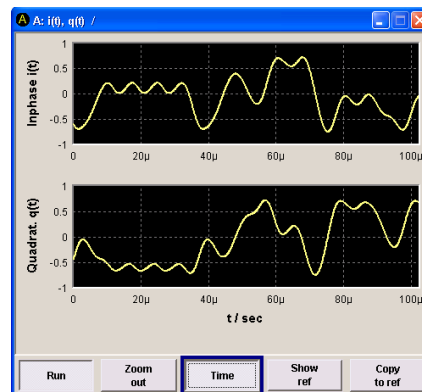 A A: i(t), q(t) /
Inphase i(t)
1
0.5
0
-0.5
-1
0 20µ 40µ 60µ 80µ 100µ
Quadrat. q(t)
1
0.5
0
-0.5
-1
0 20µ 40µ 60µ 80µ 100µ
t / sec
Run
Zoom out
Time
Show ref
Copy to ref